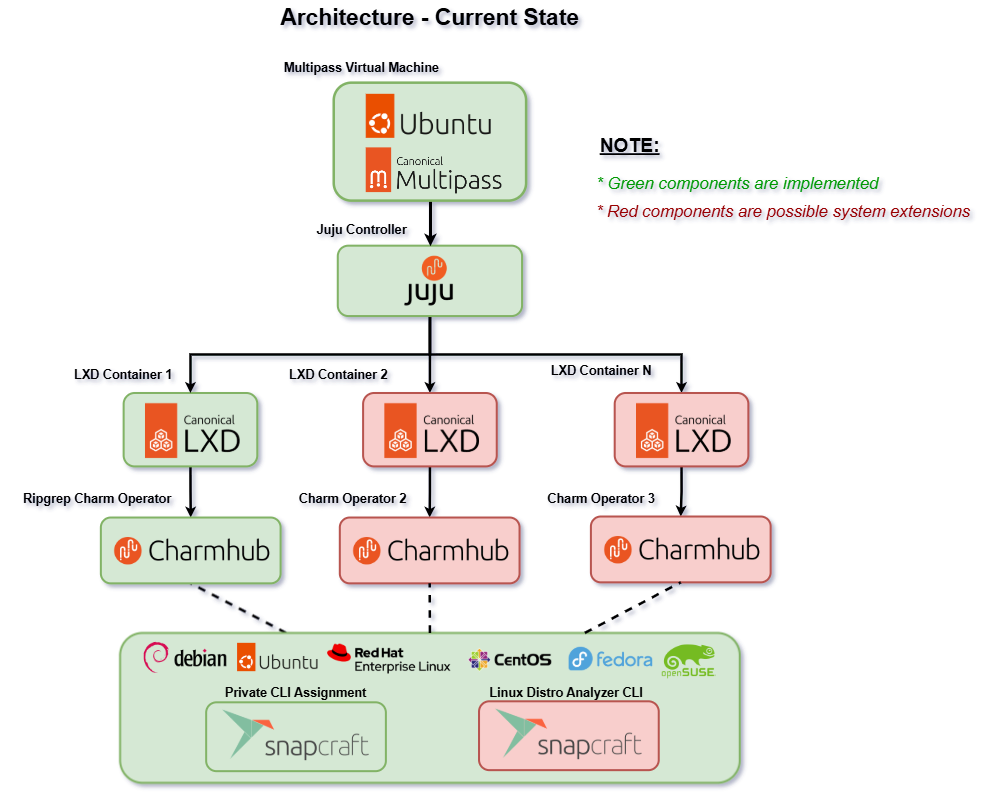 Architecture - Current State
Multipass Virtual Machine
Ubuntu
Canonical
Multipass
NOTE:
* Green components are implemented
* Red components are possible system extensions
Juju Controller
juju
LXD Container 1
LXD Container 2
LXD Container N
Canonical
LXD
Canonical
LXD
Canonical
LXD
Ripgrep Charm Operator
Charm Operator 2
Charm Operator 3
Charmhub
Charmhub
Charmhub
debian
Ubuntu
Red Hat
Enterprise Linux
CentOS
fedora
openSUSE
Private CLI Assignment
Linux Distro Analyzer CLI
snapcraft
snapcraft